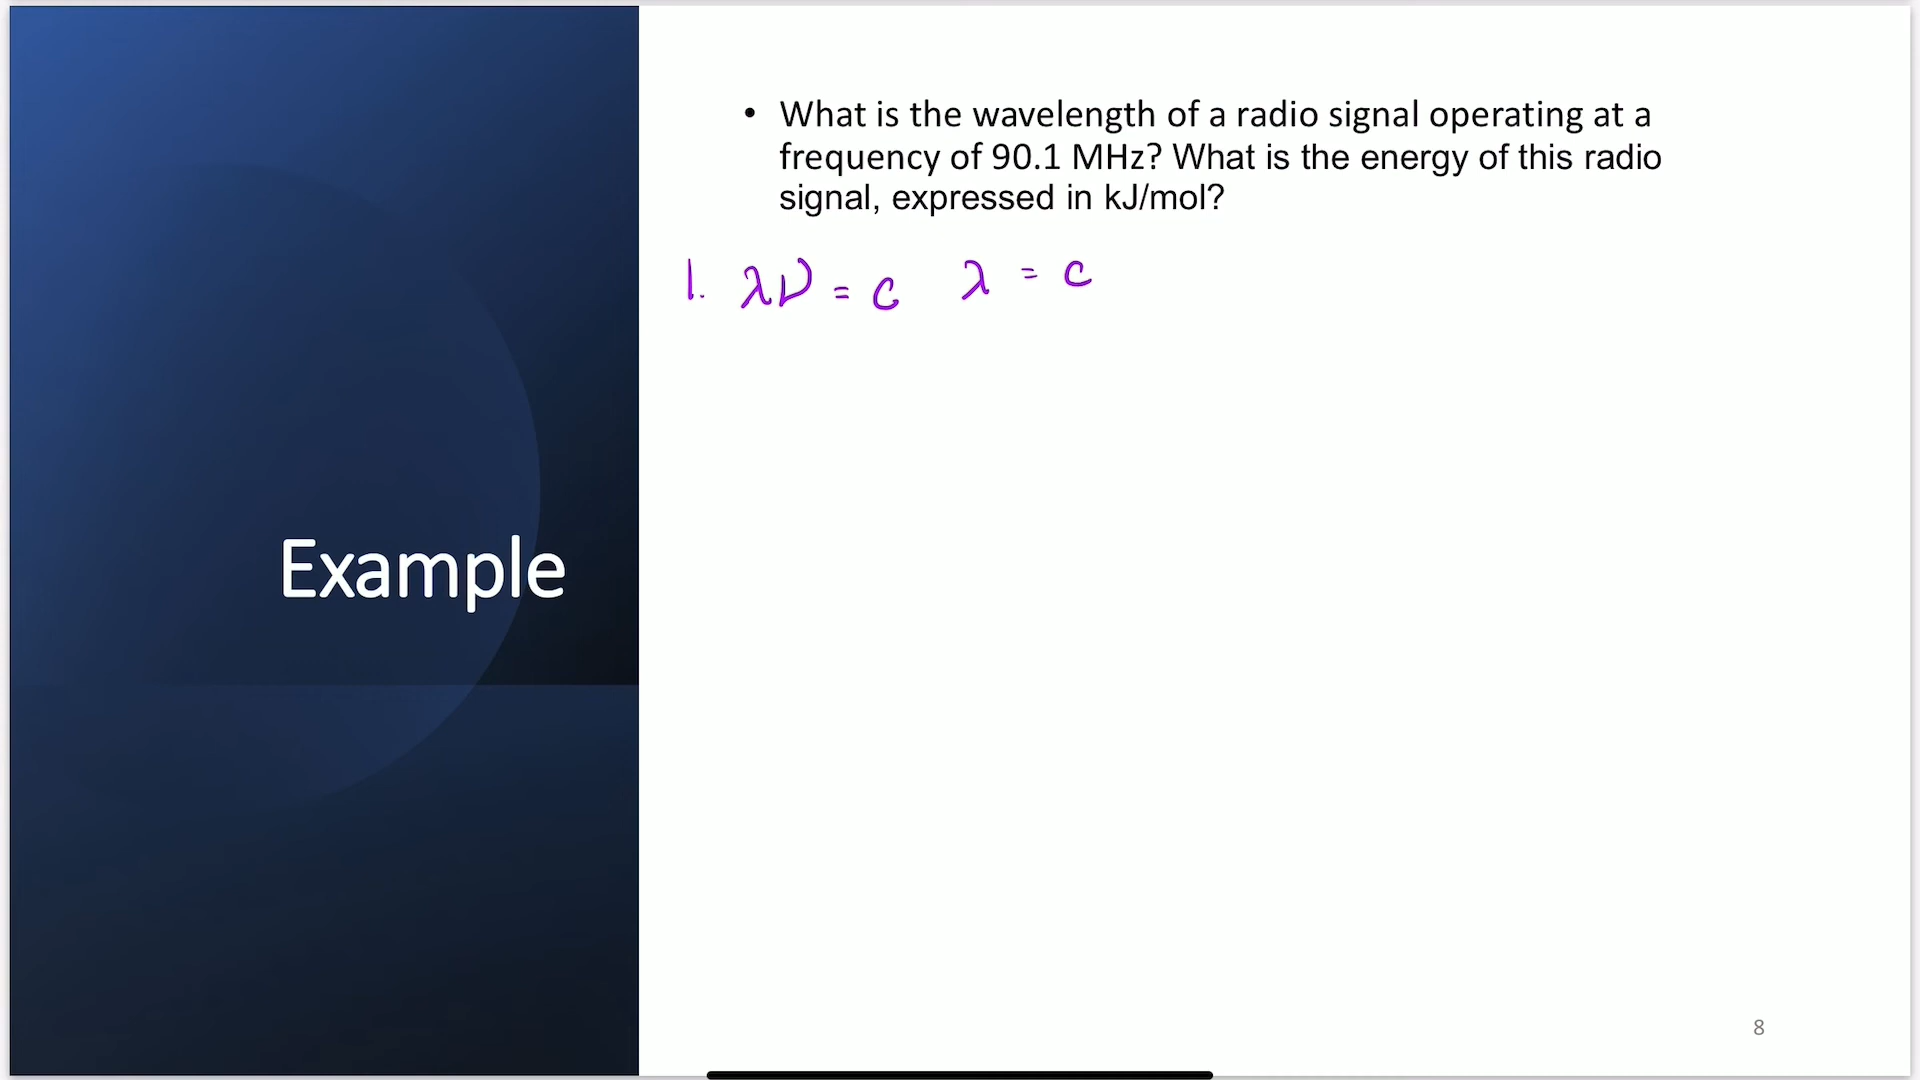 • What is the wavelength of a radio signal operating at a
frequency of 90.1 MHz? What is the energy of this radio
signal, expressed in kJ/mol?
1. λν = c λ = c
Example
8